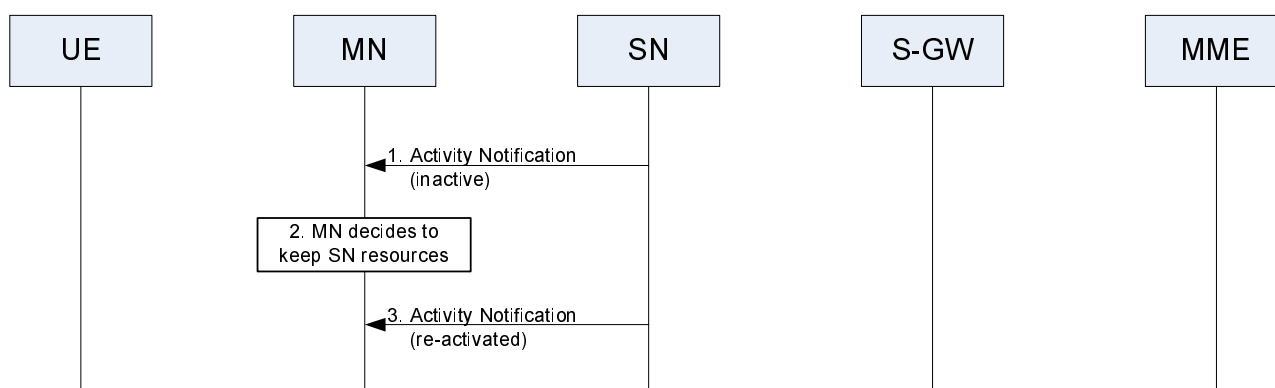 UE
MN
SN
S-GW
MME
1. Activity Notification
(inactive)
2. MN decides to
keep SN resources
3. Activity Notification
(re-activated)